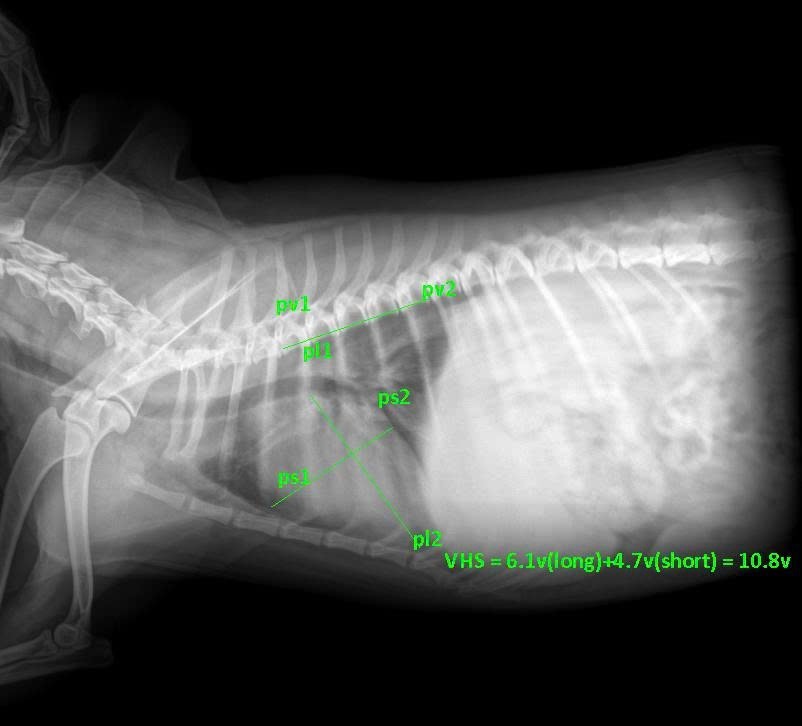 pv1
pv2
pl1
ps2
ps1
pl2
VHS = 6.1v(long)+4.7v(short) = 10.8v